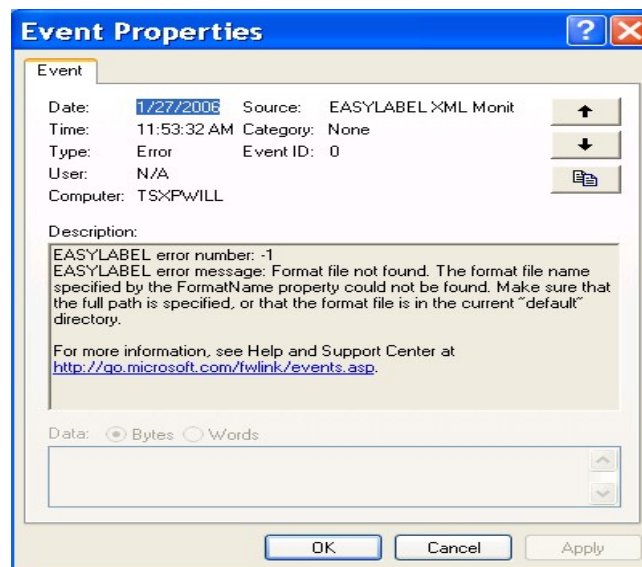 Event Properties
Event
Date: 1/27/2006 Source: EASYLABEL XML Monit
Time: 11:53:32 AM Category: None
Type: Error Event ID: 0
User: N/A
Computer: TSXPWILL
Description:
EASYLABEL error number: -1
EASYLABEL error message: Format file not found. The format file name
specified by the FormatName property could not be found. Make sure that
the full path is specified, or that the format file is in the current "default"
directory.
For more information, see Help and Support Center at
http://go.microsoft.com/fwlink/events.asp.
Data: Bytes Words
OK Cancel Apply